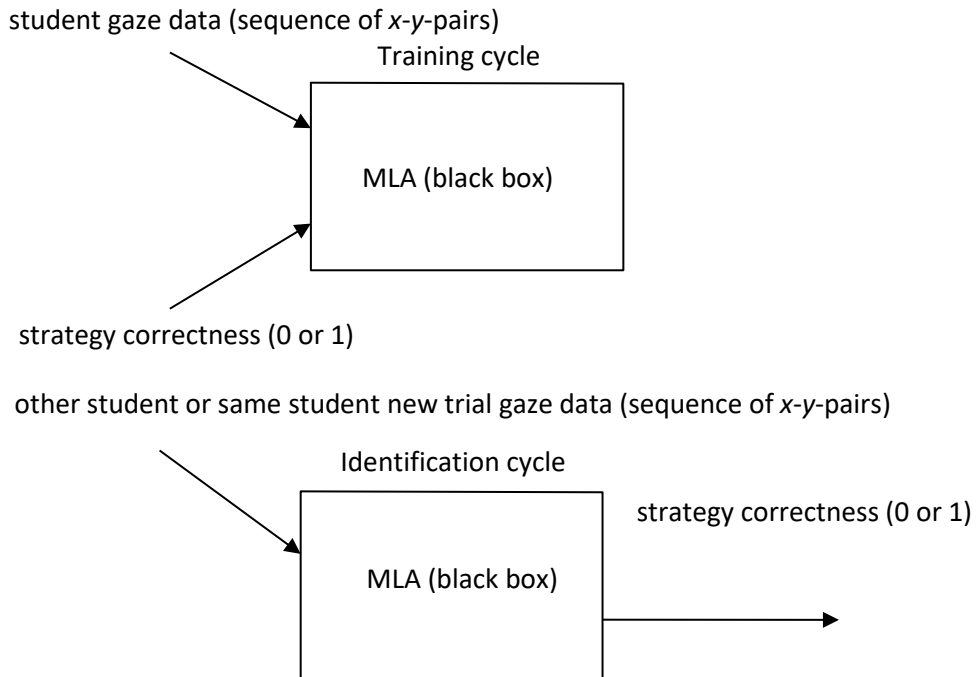 student gaze data (sequence of x-y-pairs)
Training cycle
MLA (black box)
strategy correctness (0 or 1)
other student or same student new trial gaze data (sequence of x-y-pairs)
Identification cycle
strategy correctness (0 or 1)
MLA (black box)